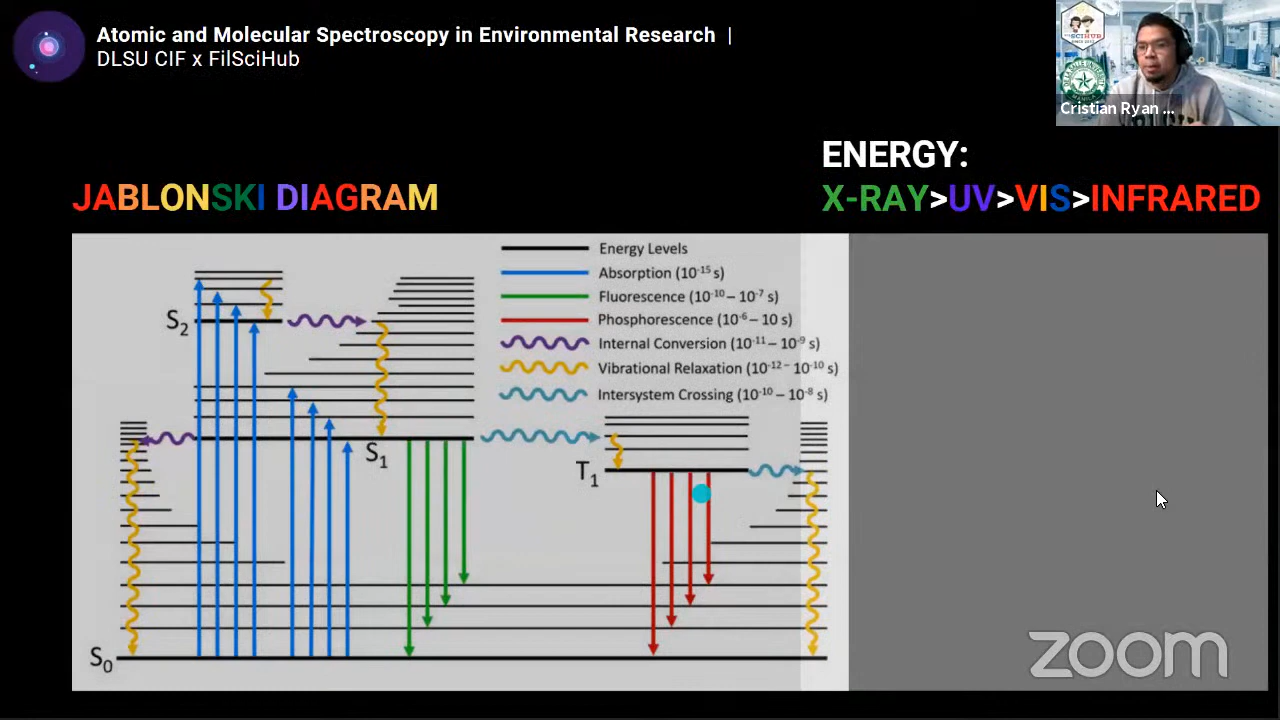 Atomic and Molecular Spectroscopy in Environmental Research |
DLSU CIF x FilSciHub
Cristian Ryan ...
ENERGY:
X-RAY>UV>VIS>INFRARED
JABLONSKI DIAGRAM
Energy Levels
Absorption (10⁻¹⁵ s)
Fluorescence (10⁻¹⁰ – 10⁻⁷ s)
Phosphorescence (10⁻⁶ – 10 s)
Internal Conversion (10⁻¹¹ – 10⁻⁹ s)
Vibrational Relaxation (10⁻¹² ⁻ 10⁻¹⁰ s)
Intersystem Crossing (10⁻¹⁰ – 10⁻⁸ s)
S₂
S₁
T₁
S₀
zoom